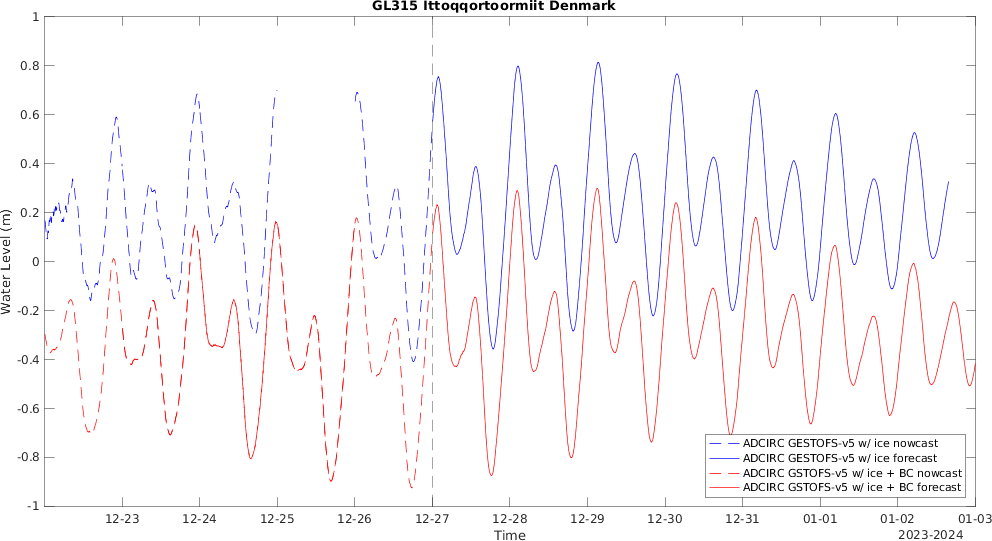 GL315 Ittoqqortoormiit Denmark
Water Level (m)
1
0.8
0.6
0.4
0.2
0
-0.2
-0.4
-0.6
-0.8
-1
ADCIRC GESTOFS-v5 w/ ice nowcast
ADCIRC GESTOFS-v5 w/ ice forecast
ADCIRC GSTOFS-v5 w/ ice + BC nowcast
ADCIRC GSTOFS-v5 w/ ice + BC forecast
12-23 12-24 12-25 12-26 12-27 12-28 12-29 12-30 12-31 01-01 01-02 01-03
Time
2023-2024